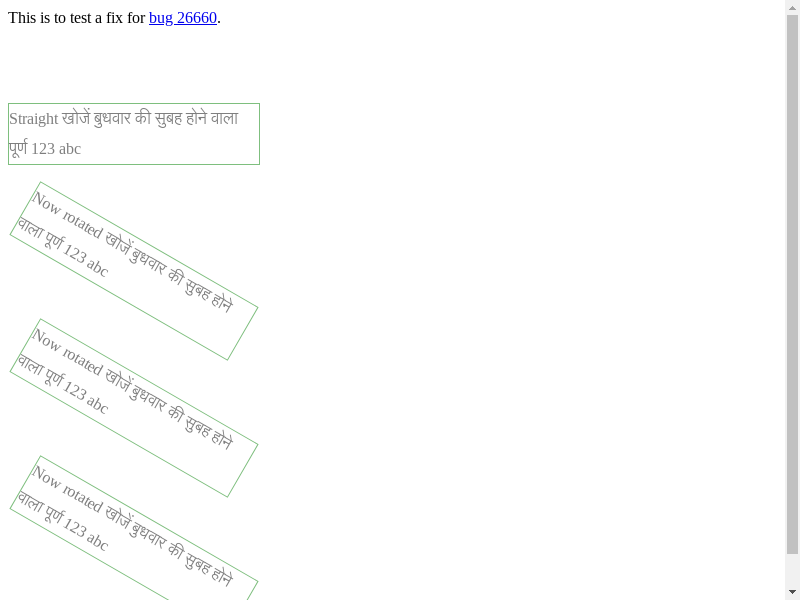 This is to test a fix for bug 26660.
Straight खोजें बुधवार की सुबह होने वाला
पूर्ण 123 abc
Now rotated खोजें बुधवार की सुबह होने
वाला पूर्ण 123 abc
Now rotated खोजें बुधवार की सुबह होने
वाला पूर्ण 123 abc
Now rotated खोजें बुधवार की सुबह होने
वाला पूर्ण 123 abc